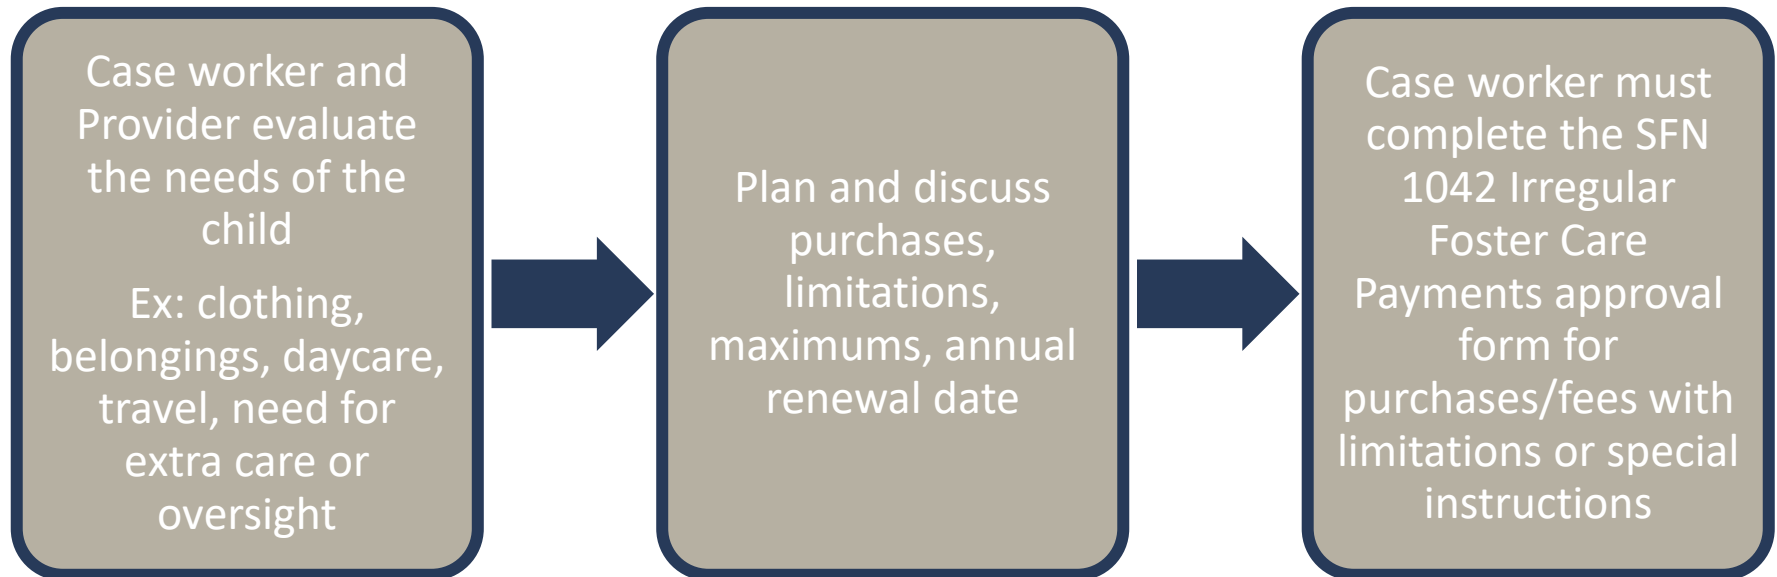 Case worker and
Provider evaluate
the needs of the
child
Ex: clothing,
belongings, daycare,
travel, need for
extra care or
oversight
Plan and discuss
purchases,
limitations,
maximums, annual
renewal date
Case worker must
complete the SFN
1042 Irregular
Foster Care
Payments approval
form for
purchases/fees with
limitations or special
instructions